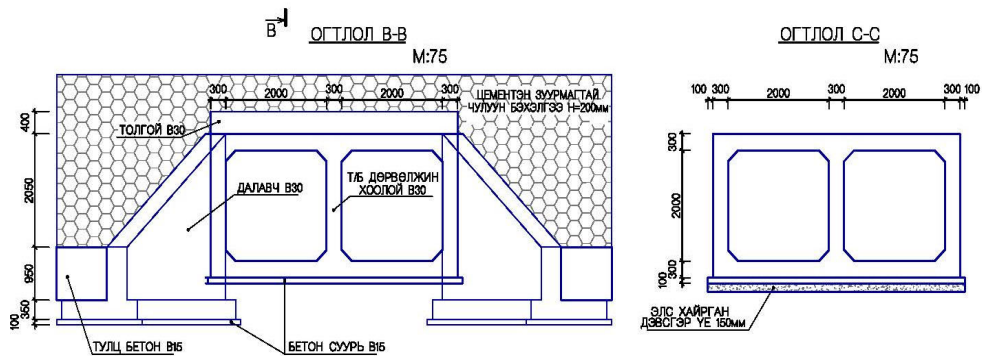 B
ОГТЛОЛ B-B
M:75
ОГТЛОЛ C-C
M:75
300 2000 300 2000 300
ЦЕМЕНТЭН ЗУУРМАГТАЙ
ЧУЛУУН БЭХЭЛГЭЭ H=200мм
100 300 2000 300 2000 300 100
400
ТОЛГОЙ B30
300
2050
ДАЛАВЧ B30
Т/Б ДӨРВӨЛЖИН
ХООЛОЙ B30
2000
950
300
100
350
100
ЭЛС ХАЙРГАН
ДЭВСГЭР ҮЕ 150мм
ТУЛЦ БЕТОН B15
БЕТОН СУУРЬ B15